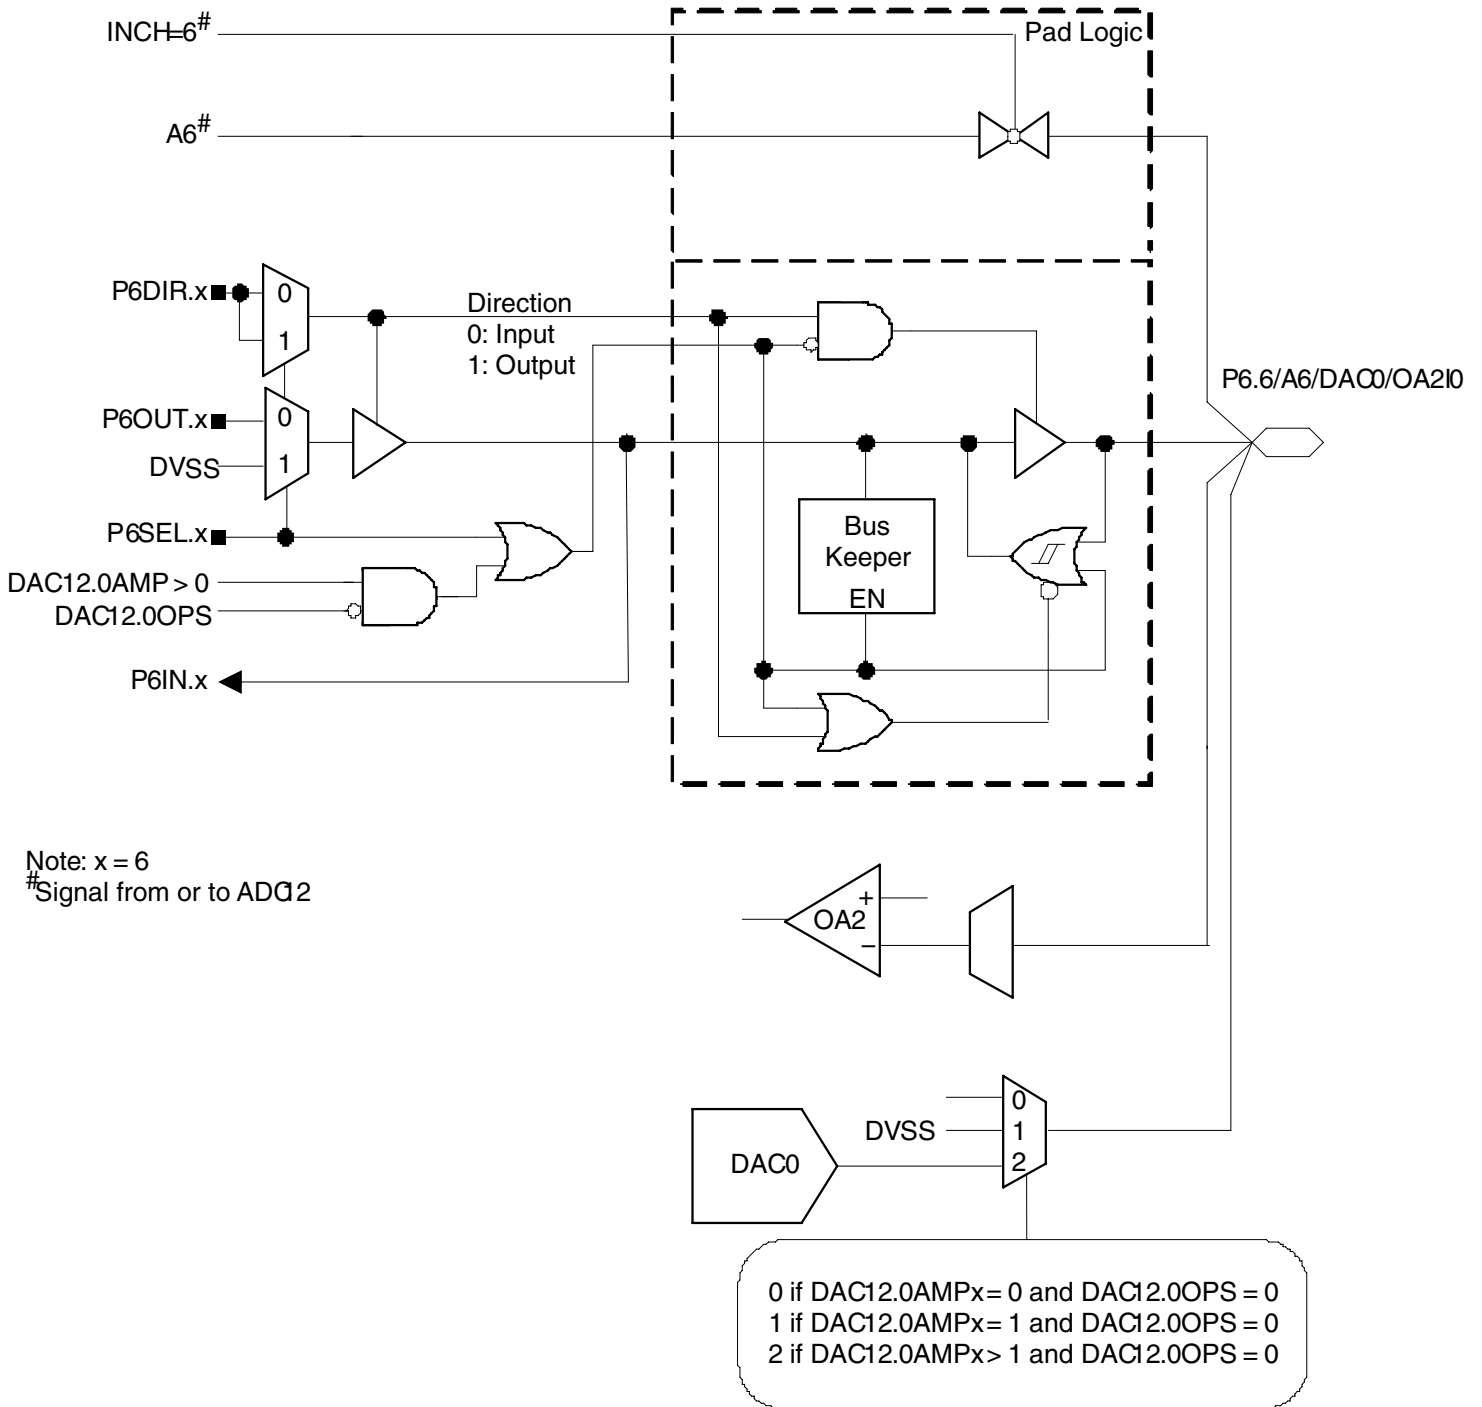 INCH=6#
Pad Logic
A6#
P6DIR.x
0
1
Direction
0: Input
1: Output
P6.6/A6/DAC0/OA2I0
P6OUT.x
0
DVSS
1
P6SEL.x
Bus
Keeper
EN
DAC12.0AMP > 0
DAC12.0OPS
P6IN.x
Note: x = 6
#Signal from or to ADC12
+
OA2
−
0
DVSS
1
2
DAC0
0 if DAC12.0AMPx = 0 and DAC12.0OPS = 0
1 if DAC12.0AMPx = 1 and DAC12.0OPS = 0
2 if DAC12.0AMPx > 1 and DAC12.0OPS = 0